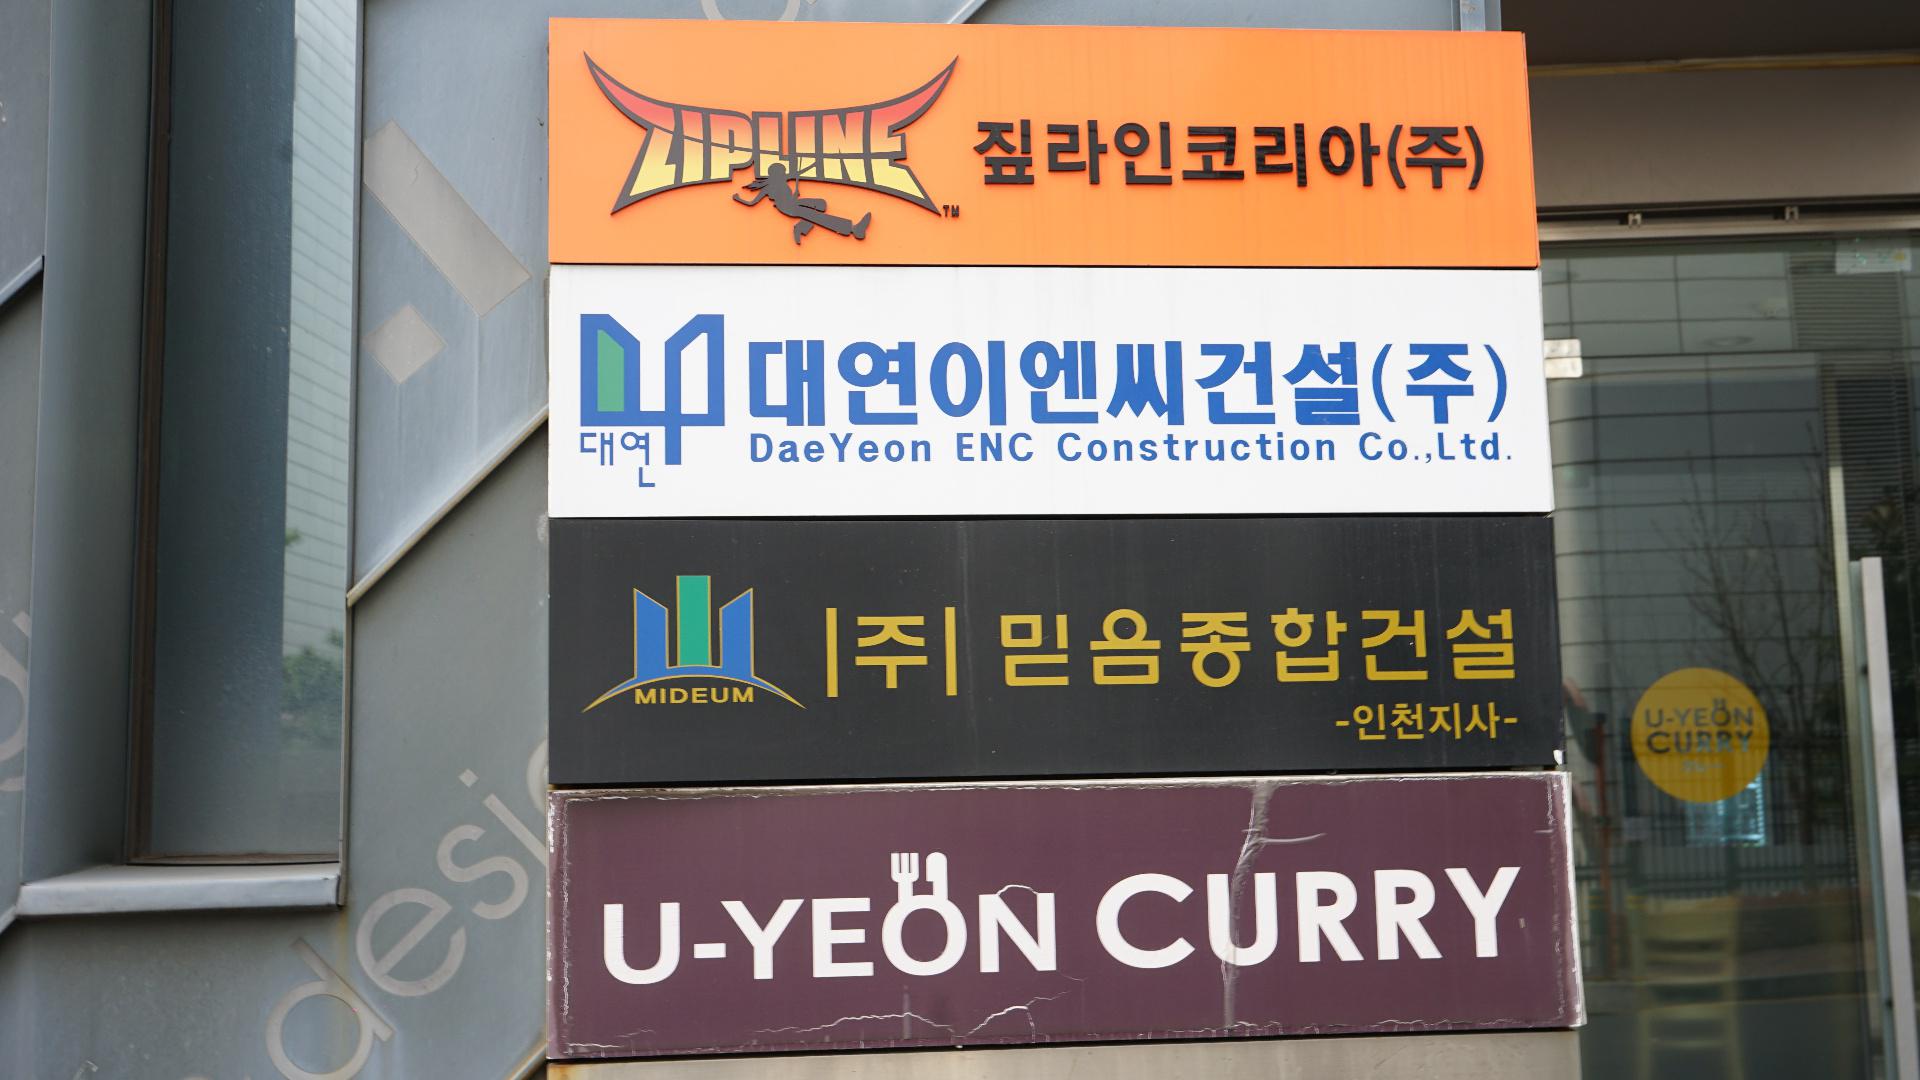 ZIPLINE TM
짚라인코리아(주)
대연이엔씨건설(주)
대연
DaeYeon ENC Construction Co.,Ltd.
MIDEUM
|주| 믿음종합건설
-인천지사-
U-YEON CURRY
U-YEON
CURRY
desi